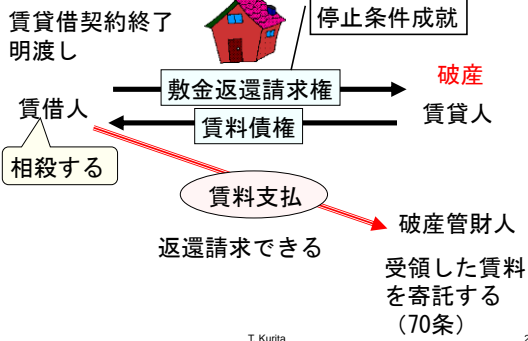 賃貸借契約終了
明渡し
停止条件成就
敷金返還請求権
破産
賃借人
賃貸人
賃料債権
相殺する
賃料支払
破産管財人
返還請求できる
受領した賃料
を寄託する
（70条）
T. Kurita
2